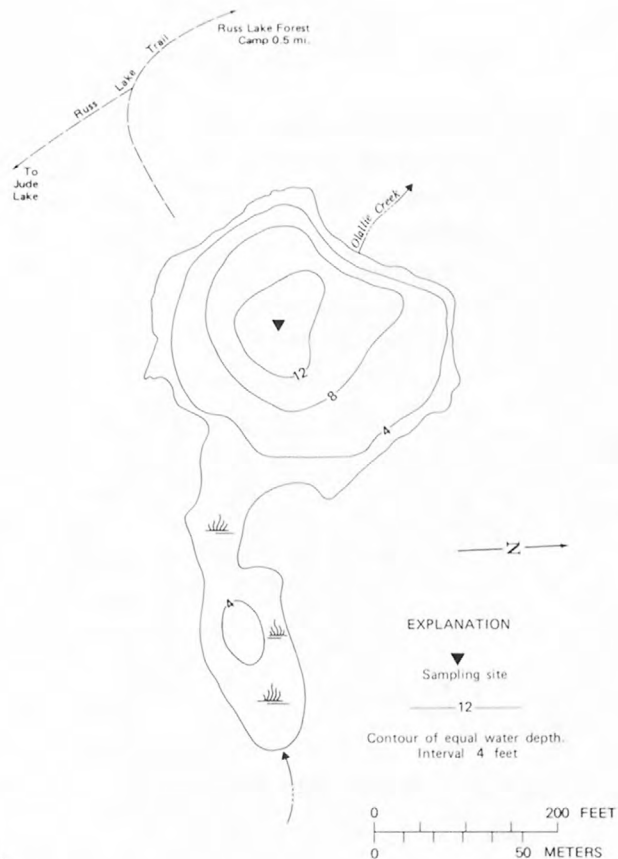 Russ Lake Forest
Camp 0.5 mi.
Russ Lake Trail
To
Jude
Lake
Olallie Creek
12
8
4
4
N
EXPLANATION
Sampling site
12
Contour of equal water depth.
Interval 4 feet
0 200 FEET
0 50 METERS